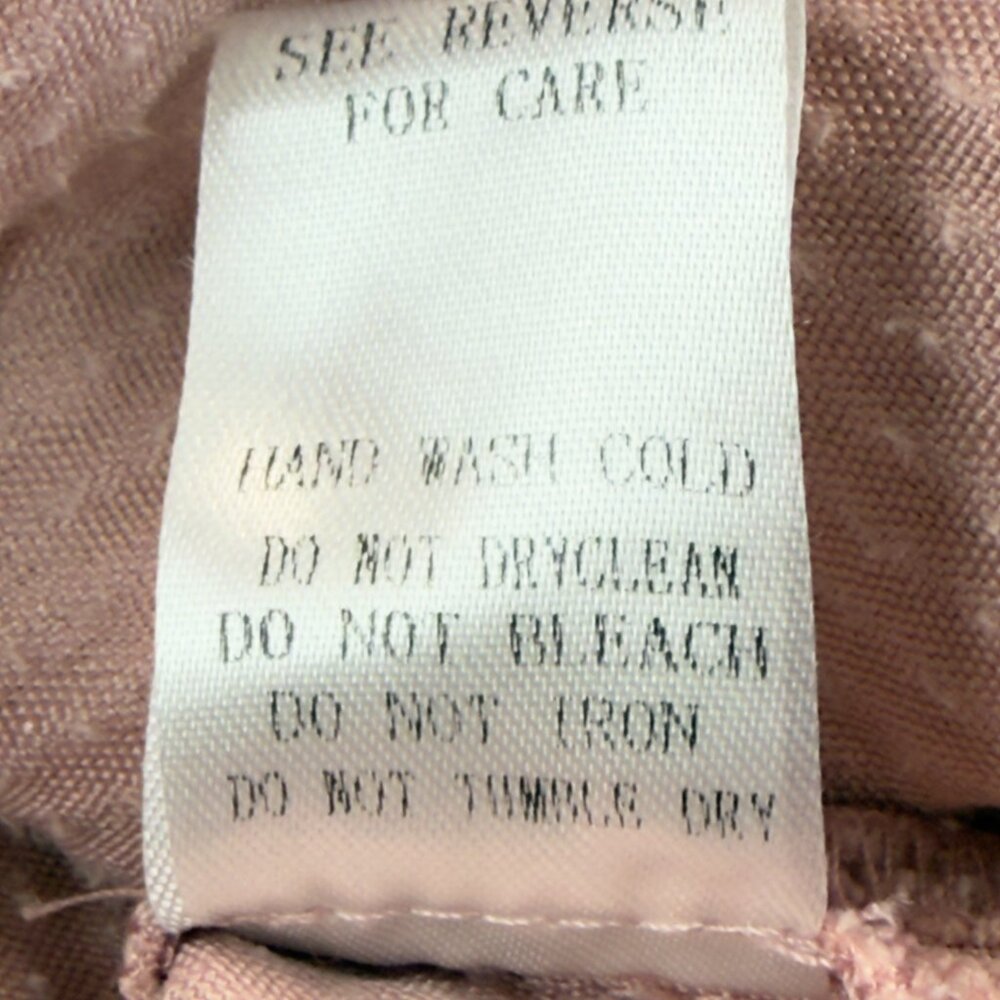 SEE REVERSE
FOR CARE
HAND WASH COLD
DO NOT DRYCLEAN
DO NOT BLEACH
DO NOT IRON
DO NOT TUMBLE DRY